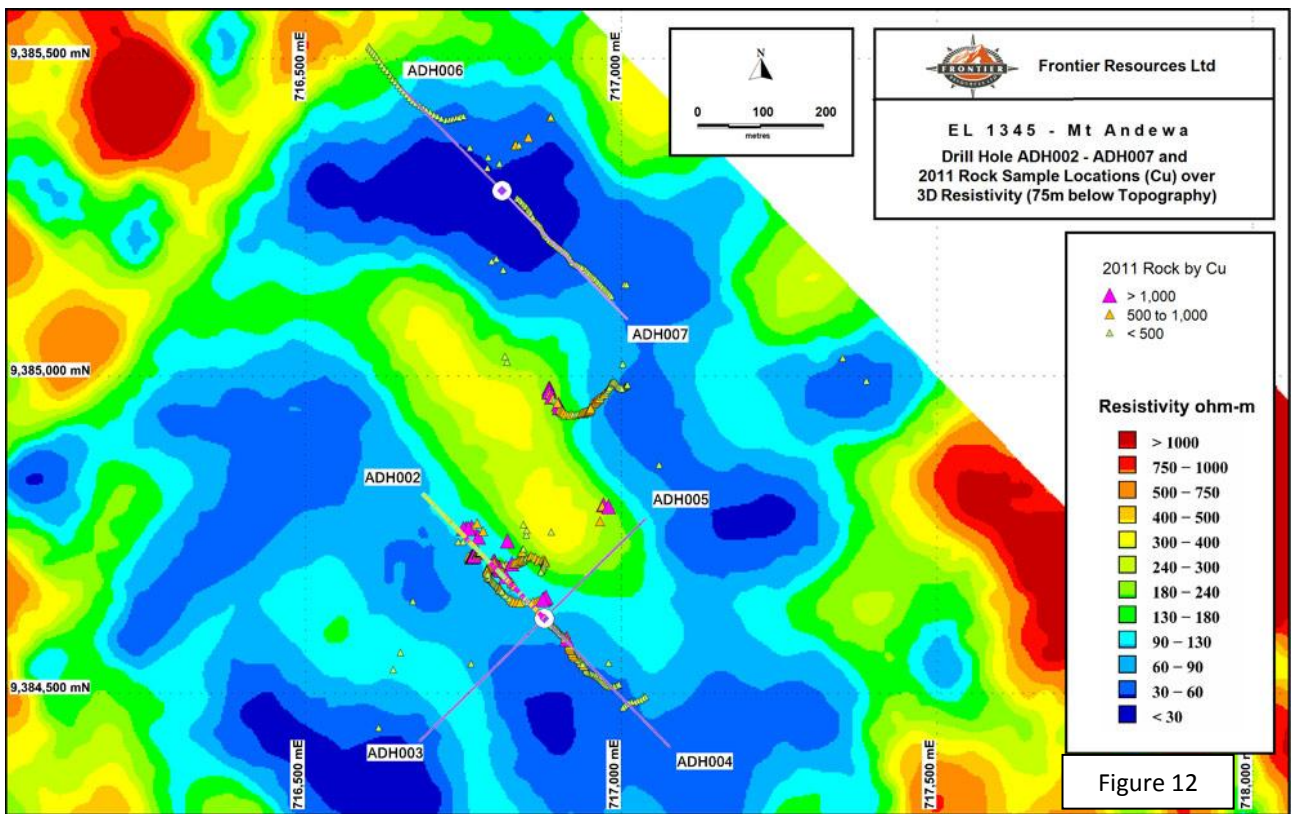 9,385,500 mN
716,500 mE
ADH006
717,000 mE
N
0 100 200
metres
FRONTIER
Frontier Resources Ltd
EL 1345 - Mt Andewa
Drill Hole ADH002 - ADH007 and
2011 Rock Sample Locations (Cu) over
3D Resistivity (75m below Topography)
ADH007
9,385,000 mN
2011 Rock by Cu
> 1,000
500 to 1,000
< 500
Resistivity ohm-m
> 1000
750 – 1000
500 – 750
400 – 500
300 – 400
240 – 300
180 – 240
130 – 180
90 – 130
60 – 90
30 – 60
< 30
ADH002
ADH005
9,384,500 mN
ADH003
ADH004
716,500 mE
717,000 mE
717,500 mE
718,000 m
Figure 12